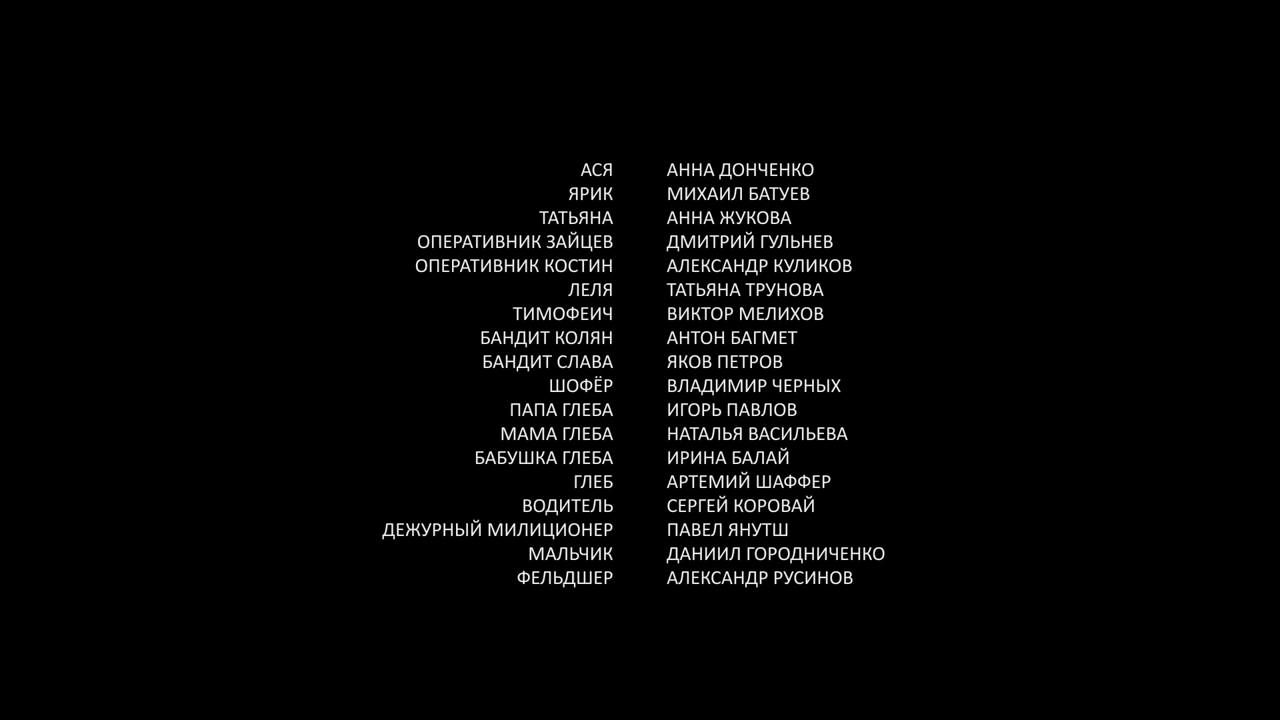 АСЯ АННА ДОНЧЕНКО
ЯРИК МИХАИЛ БАТУЕВ
ТАТЬЯНА АННА ЖУКОВА
ОПЕРАТИВНИК ЗАЙЦЕВ ДМИТРИЙ ГУЛЬНЕВ
ОПЕРАТИВНИК КОСТИН АЛЕКСАНДР КУЛИКОВ
ЛЕЛЯ ТАТЬЯНА ТРУНОВА
ТИМОФЕИЧ ВИКТОР МЕЛИХОВ
БАНДИТ КОЛЯН АНТОН БАГМЕТ
БАНДИТ СЛАВА ЯКОВ ПЕТРОВ
ШОФЁР ВЛАДИМИР ЧЕРНЫХ
ПАПА ГЛЕБА ИГОРЬ ПАВЛОВ
МАМА ГЛЕБА НАТАЛЬЯ ВАСИЛЬЕВА
БАБУШКА ГЛЕБА ИРИНА БАЛАЙ
ГЛЕБ АРТЕМИЙ ШАФФЕР
ВОДИТЕЛЬ СЕРГЕЙ КОРОВАЙ
ДЕЖУРНЫЙ МИЛИЦИОНЕР ПАВЕЛ ЯНУТШ
МАЛЬЧИК ДАНИИЛ ГОРОДНИЧЕНКО
ФЕЛЬДШЕР АЛЕКСАНДР РУСИНОВ